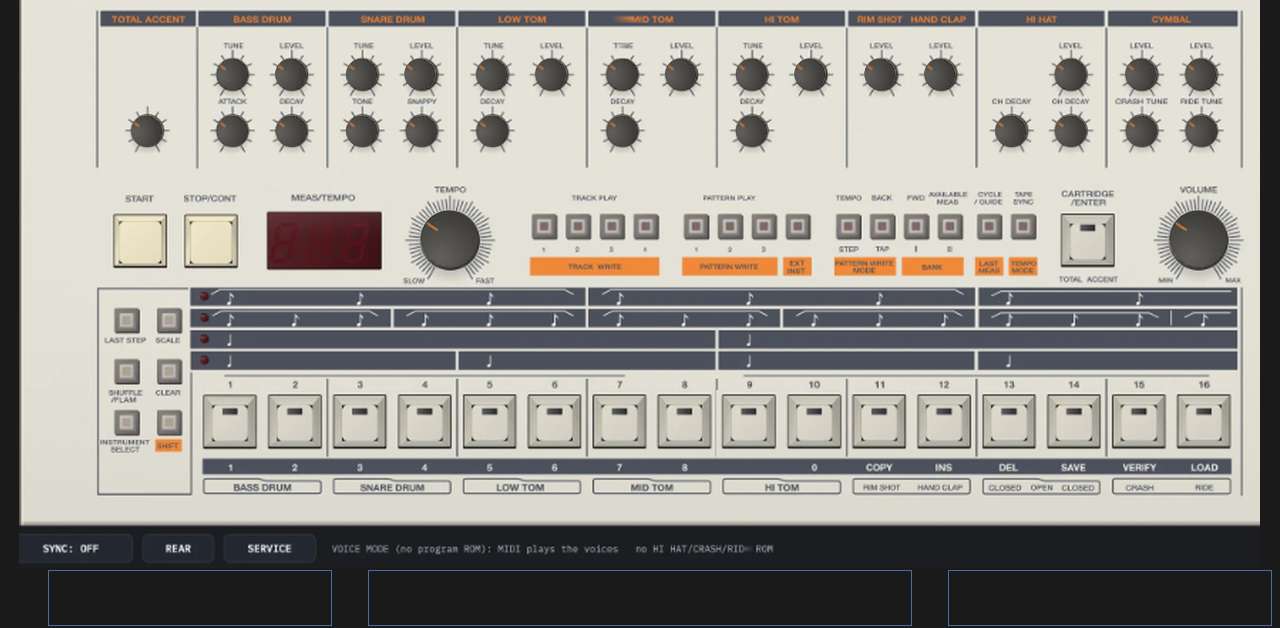 TOTAL ACCENT BASS DRUM SNARE DRUM LOW TOM MID TOM HI TOM RIM SHOT HAND CLAP HI HAT CYMBAL
TUNE LEVEL TUNE LEVEL TUNE LEVEL LEVEL TUNE LEVEL LEVEL LEVEL LEVEL LEVEL LEVEL
ATTACK DECAY TONE SNAPPY DECAY DECAY DECAY CH DECAY OH DECAY CRASH TUNE RIDE TUNE
START STOP/CONT MEAS/TEMPO TEMPO TRACK PLAY PATTERN PLAY TEMPO BACK FWD AVAILABLE MEAS CYCLE / GUIDE TAPE SYNC CARTRIDGE /ENTER VOLUME
1 2 3 4 1 2 3 STEP TAP I II
SLOW FAST TRACK WRITE PATTERN WRITE EXT INST PATTERN WRITE MODE BANK LAST MEAS TEMPO MODE TOTAL ACCENT MIN MAX
LAST STEP SCALE
SHUFFLE /FLAM CLEAR
INSTRUMENT SELECT SHIFT
1 2 3 4 5 6 7 8 9 10 11 12 13 14 15 16
1 2 3 4 5 6 7 8 0 COPY INS DEL SAVE VERIFY LOAD
BASS DRUM SNARE DRUM LOW TOM MID TOM HI TOM RIM SHOT HAND CLAP CLOSED OPEN CLOSED CRASH RIDE
SYNC: OFF REAR SERVICE VOICE MODE (no program ROM): MIDI plays the voices no HI HAT/CRASH/RIDE ROM